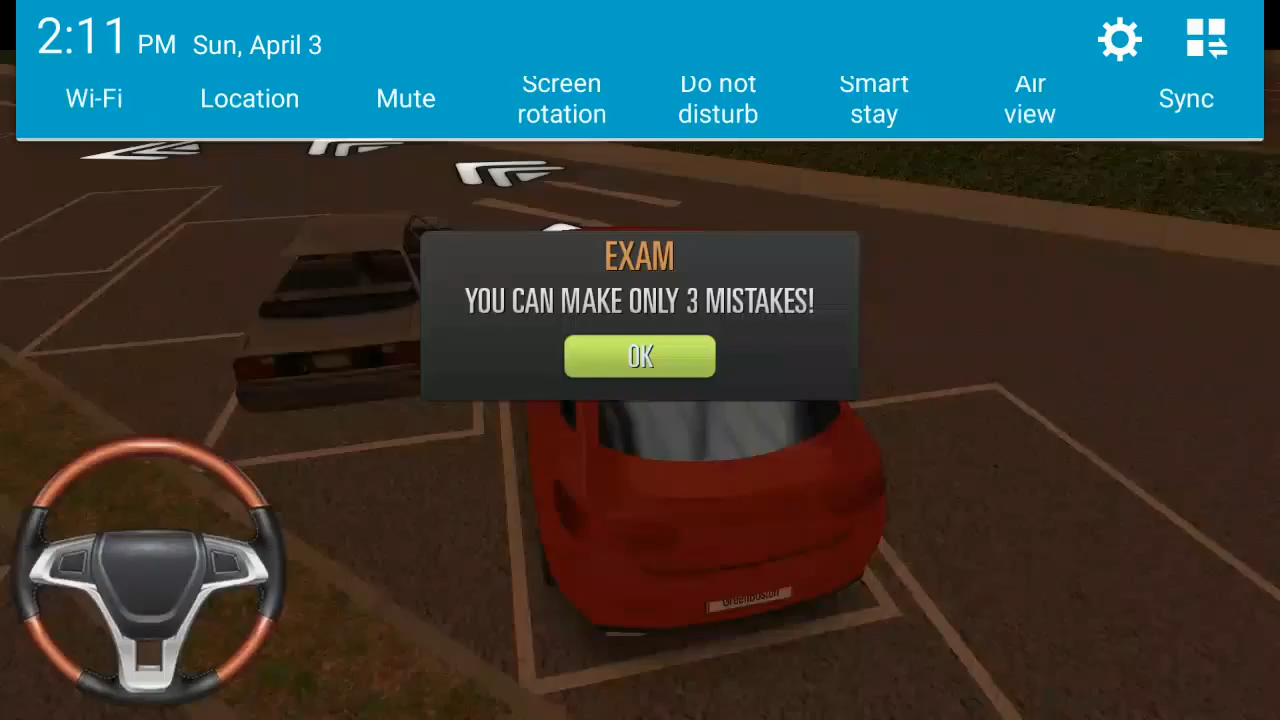 2:11 PM Sun, April 3
Wi-Fi Location Mute Screen rotation Do not disturb Smart stay Air view Sync
EXAM
YOU CAN MAKE ONLY 3 MISTAKES!
OK